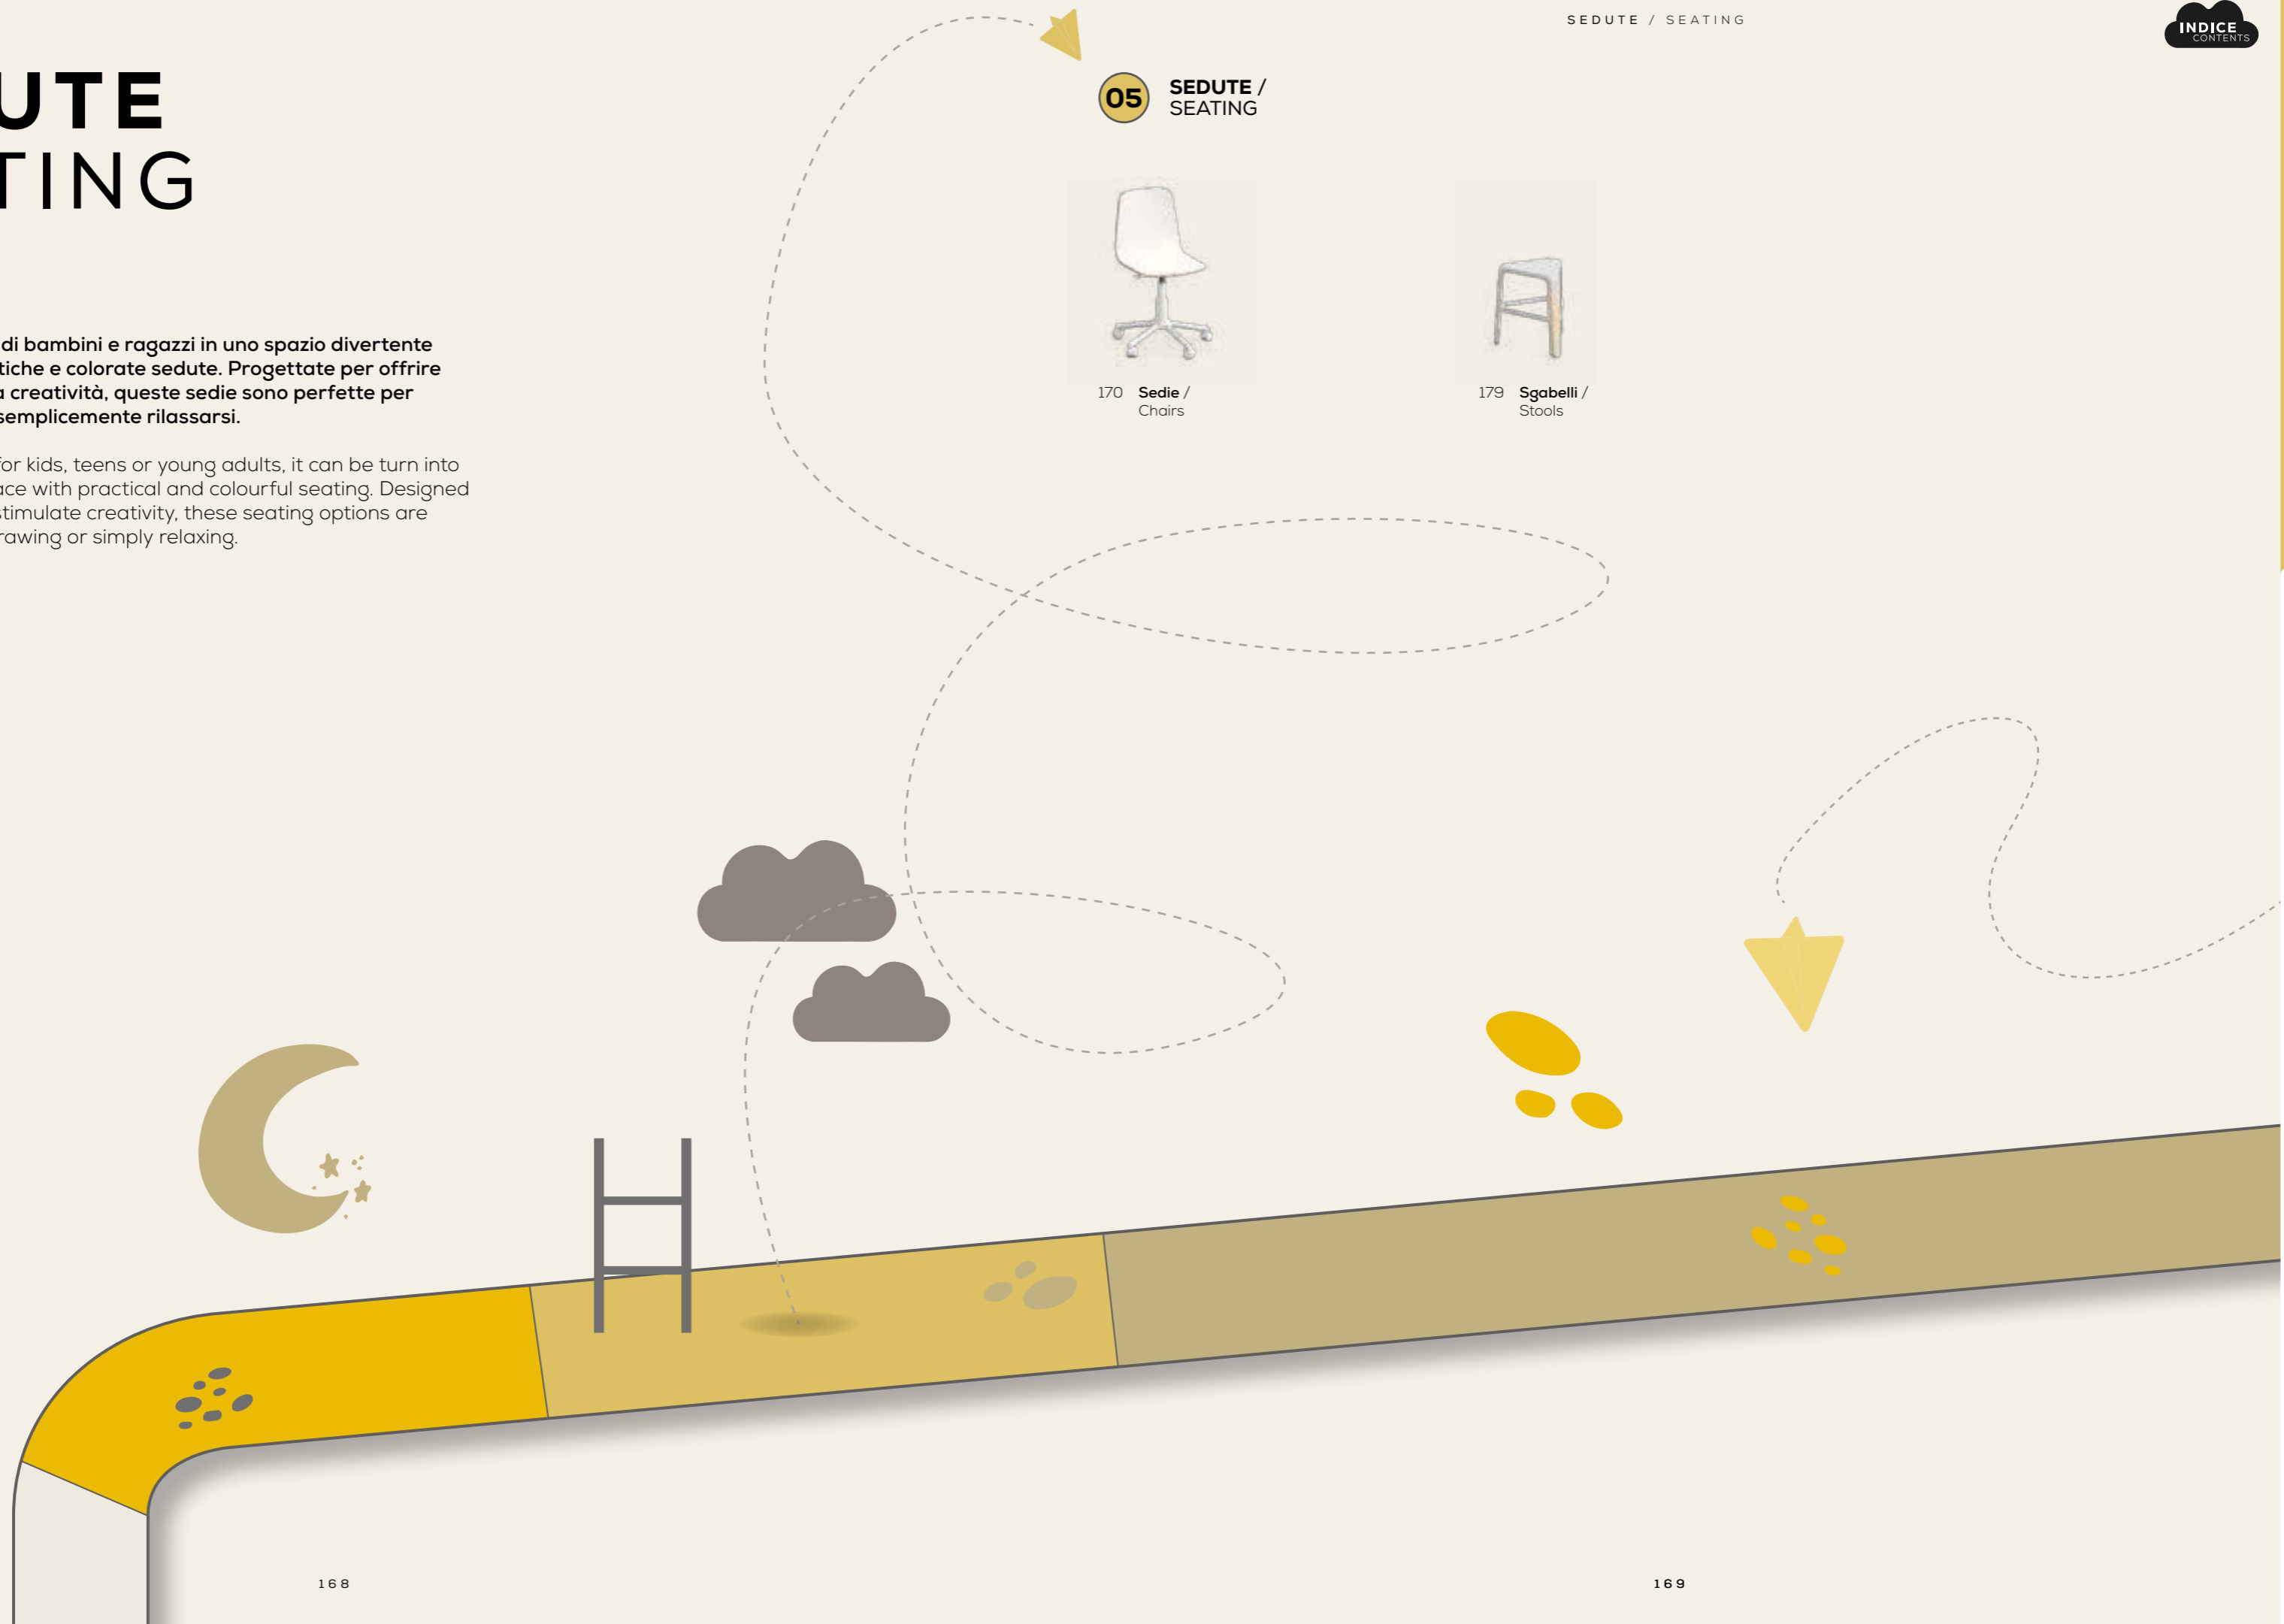 SEDUTE / SEATING
INDICE
CONTENTS
UTE
TING
05
SEDUTE /
SEATING
170 Sedie /
Chairs
179 Sgabelli /
Stools
di bambini e ragazzi in uno spazio divertente
tiche e colorate sedute. Progettate per offrire
a creatività, queste sedie sono perfette per
semplicemente rilassarsi.
for kids, teens or young adults, it can be turn into
ace with practical and colourful seating. Designed
stimulate creativity, these seating options are
rawing or simply relaxing.
168
169